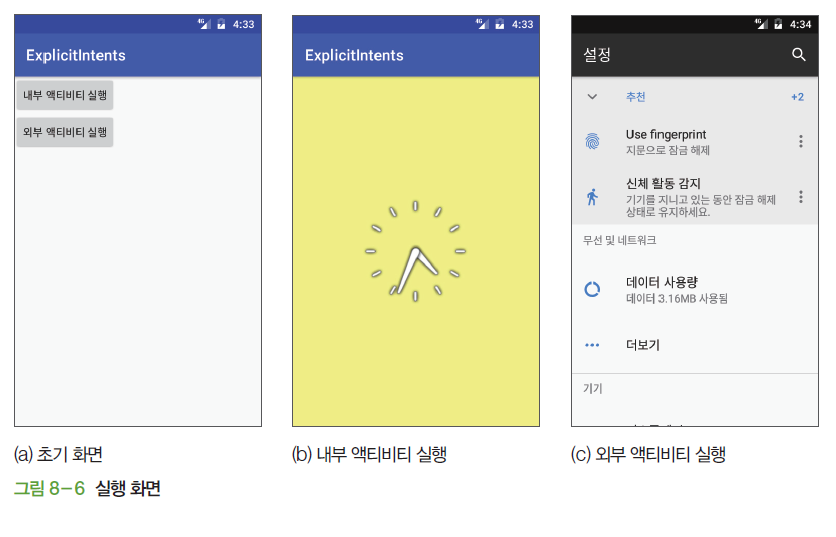 4G 4:33
ExplicitIntents
내부 액티비티 실행
외부 액티비티 실행
(a) 초기 화면
4G 4:33
ExplicitIntents
(b) 내부 액티비티 실행
4G 4:34
설정
추천 +2
Use fingerprint
지문으로 잠금 해제
신체 활동 감지
기기를 지니고 있는 동안 잠금 해제
상태로 유지하세요.
무선 및 네트워크
데이터 사용량
데이터 3.16MB 사용됨
더보기
기기
(c) 외부 액티비티 실행
그림 8-6 실행 화면